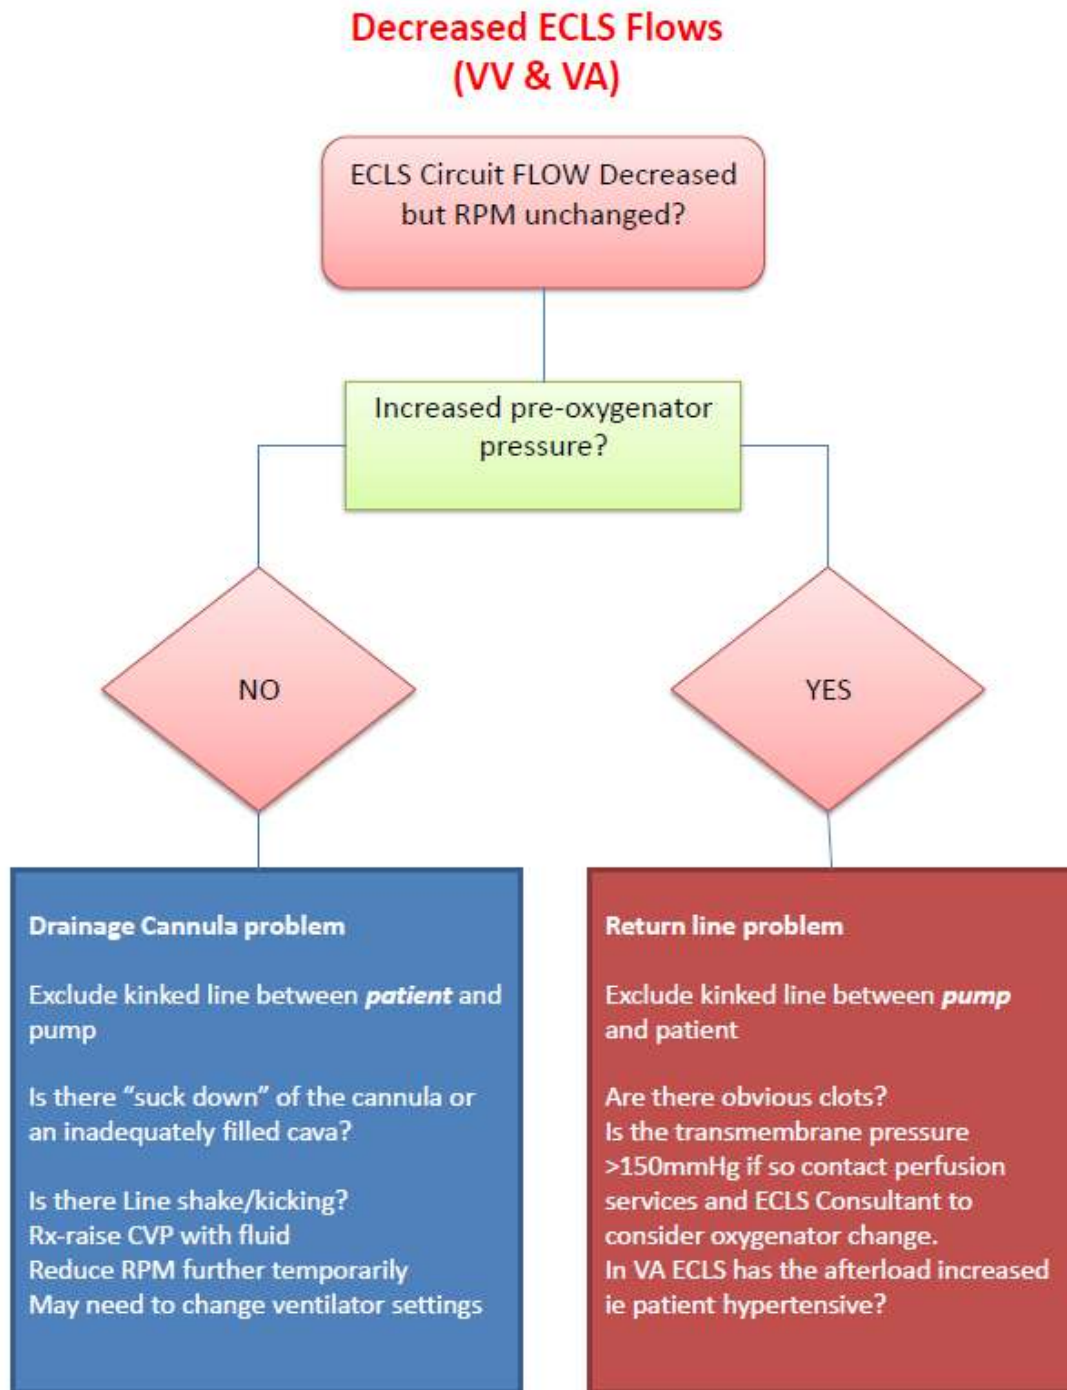 Decreased ECLS Flows
(VV & VA)
ECLS Circuit FLOW Decreased
but RPM unchanged?
Increased pre-oxygenator
pressure?
NO
YES
Drainage Cannula problem
Exclude kinked line between patient and
pump
Is there “suck down” of the cannula or
an inadequately filled cava?
Is there Line shake/kicking?
Rx-raise CVP with fluid
Reduce RPM further temporarily
May need to change ventilator settings
Return line problem
Exclude kinked line between pump
and patient
Are there obvious clots?
Is the transmembrane pressure
>150mmHg if so contact perfusion
services and ECLS Consultant to
consider oxygenator change.
In VA ECLS has the afterload increased
ie patient hypertensive?